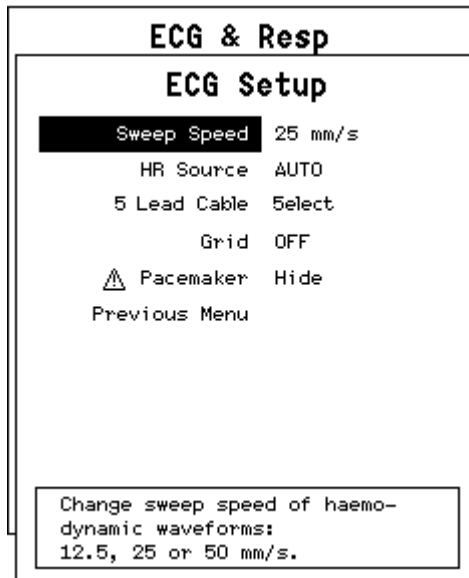 ECG & Resp
ECG Setup
Sweep Speed 25 mm/s
HR Source AUTO
5 Lead Cable 5elect
Grid OFF
⚠ Pacemaker Hide
Previous Menu
Change sweep speed of haemo-
dynamic waveforms:
12.5, 25 or 50 mm/s.